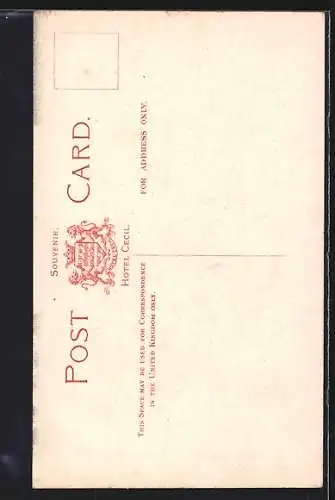 SOUVENIR.
POST CARD.
HOTEL CECIL.
THIS SPACE MAY BE USED FOR CORRESPONDENCE
IN THE UNITED KINGDOM ONLY.
FOR ADDRESS ONLY.